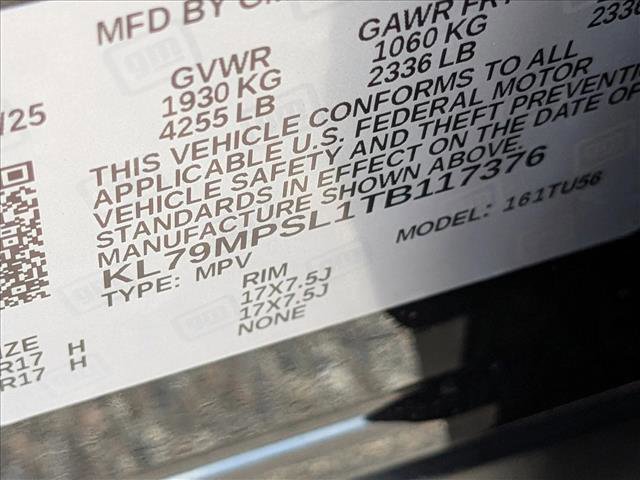 MFD BY
GVWR
1930 KG
4255 LB
GAWR FRT
1060 KG
2336 LB
/25
THIS VEHICLE CONFORMS TO ALL
APPLICABLE U.S. FEDERAL MOTOR
VEHICLE SAFETY AND THEFT PREVENTI
STANDARDS IN EFFECT ON THE DATE OF
MANUFACTURE SHOWN ABOVE.
KL79MPSL1TB117376
TYPE: MPV
MODEL: 161TU56
RIM
17X7.5J
17X7.5J
NONE
IZE
R17 H
R17 H
gm